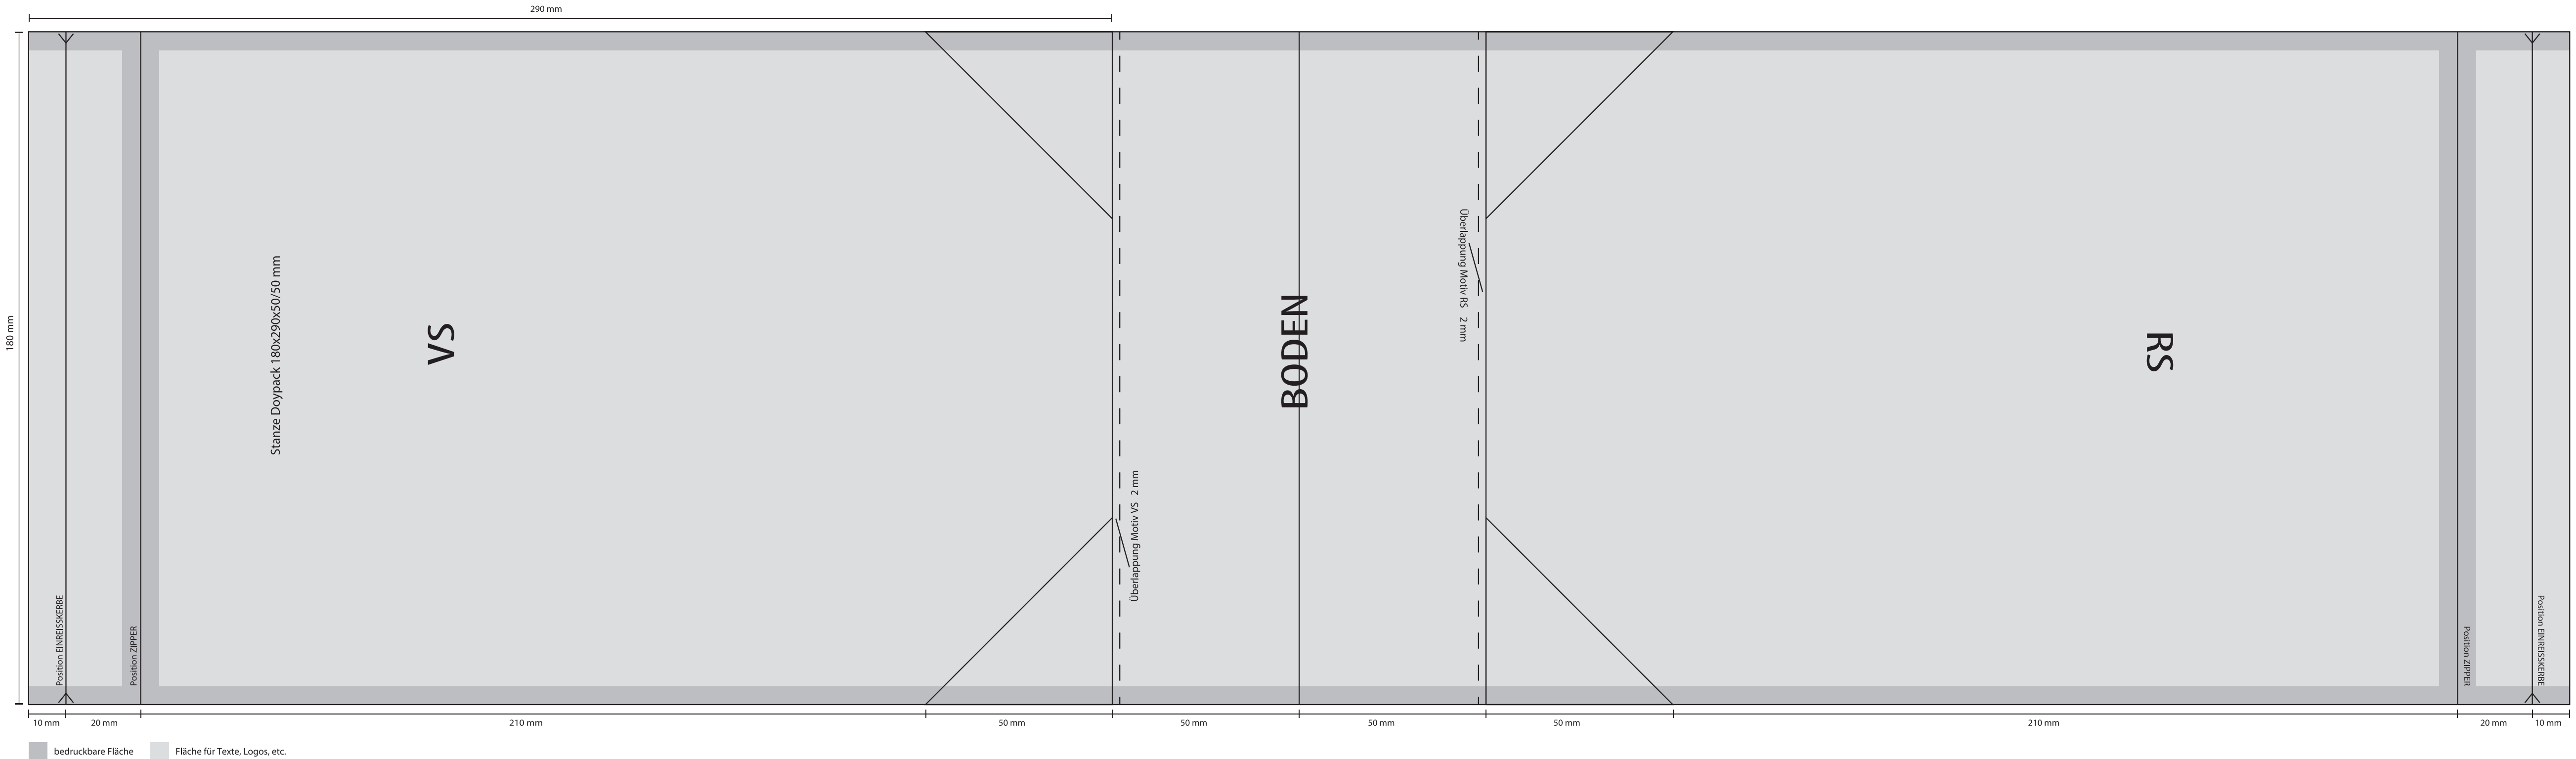 290 mm
180 mm
Stanze Doypack 180x290x50/50 mm
VS
BODEN
RS
Überlappung Motiv RS 2 mm
Überlappung Motiv VS 2 mm
Position EINREISSKERBE
Position ZIPPER
Position ZIPPER
Position EINREISSKERBE
10 mm
20 mm
210 mm
50 mm
50 mm
50 mm
50 mm
210 mm
20 mm
10 mm
bedruckbare Fläche
Fläche für Texte, Logos, etc.